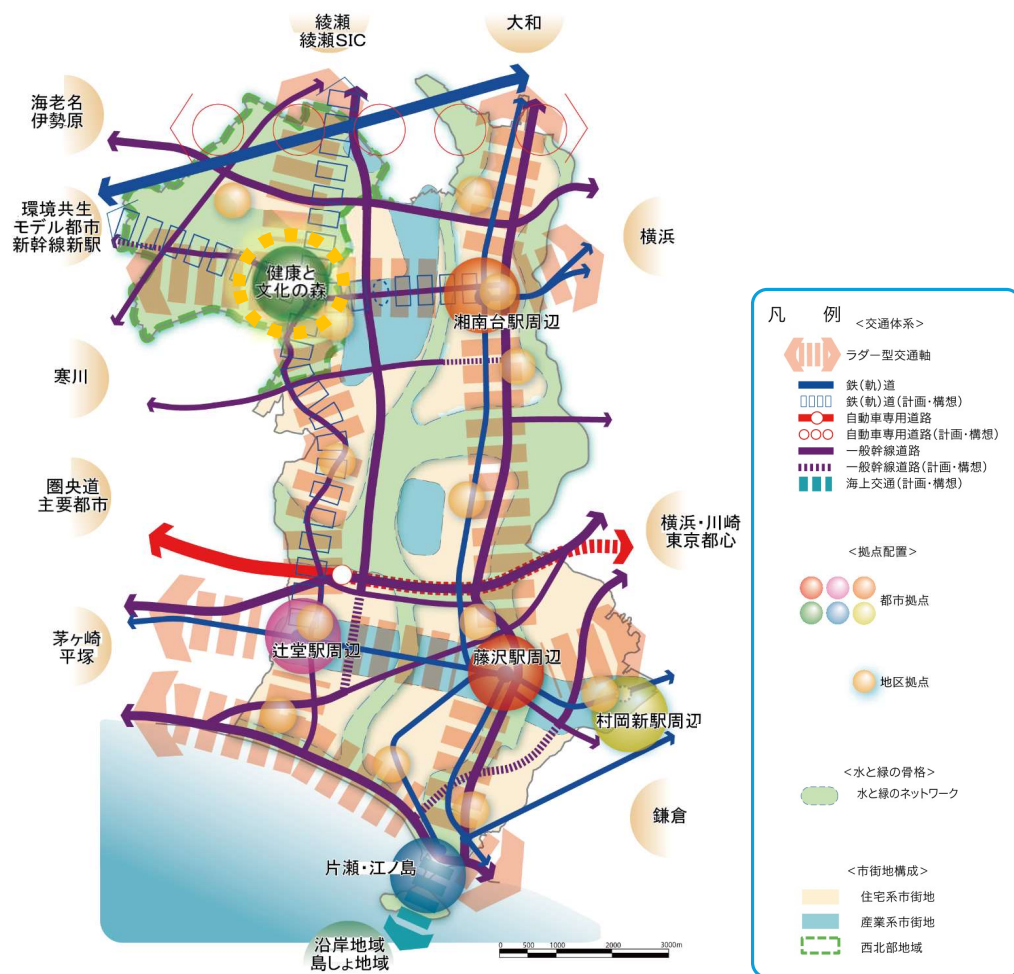 綾瀬
綾瀬SIC
大和
海老名
伊勢原
環境共生
モデル都市
新幹線新駅
横浜
健康と
文化の森
湘南台駅周辺
寒川
圏央道
主要都市
横浜・川崎
東京都心
茅ヶ崎
平塚
辻堂駅周辺
藤沢駅周辺
村岡新駅周辺
鎌倉
片瀬・江ノ島
沿岸地域
島しょ地域
0 500 1000 2000 3000m
凡 例
<交通体系>
ラダー型交通軸
鉄(軌)道
鉄(軌)道(計画・構想)
自動車専用道路
自動車専用道路(計画・構想)
一般幹線道路
一般幹線道路(計画・構想)
海上交通(計画・構想)
<拠点配置>
都市拠点
地区拠点
<水と緑の骨格>
水と緑のネットワーク
<市街地構成>
住宅系市街地
産業系市街地
西北部地域